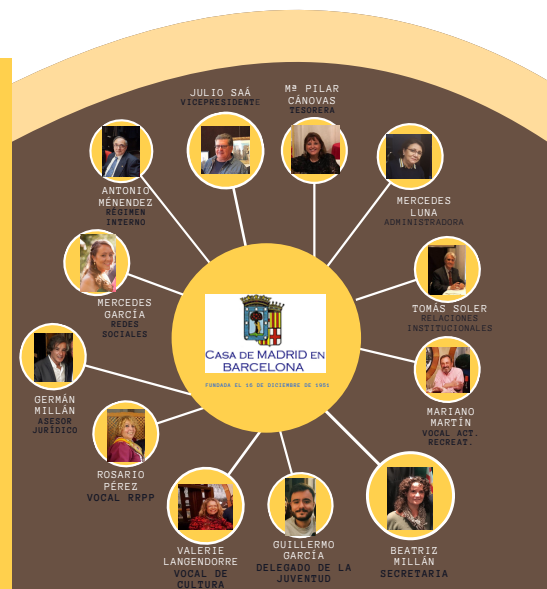 JULIO SAÁ
VICEPRESIDENTE
Mª PILAR
CÁNOVAS
TESORERA
ANTONIO
MÉNENDEZ
RÉGIMEN
INTERNO
MERCEDES
LUNA
ADMINISTRADORA
MERCEDES
GARCÍA
REDES
SOCIALES
TOMÁS SOLER
RELACIONES
INSTITUCIONALES
CASA DE MADRID EN
BARCELONA
FUNDADA EL 16 DE DICIEMBRE DE 1951
GERMÁN
MILLÁN
ASESOR
JURÍDICO
MARIANO
MARTÍN
VOCAL ACT.
RECREAT.
ROSARIO
PÉREZ
VOCAL RRPP
VALERIE
LANGENDORRE
VOCAL DE
CULTURA
GUILLERMO
GARCÍA
DELEGADO DE LA
JUVENTUD
BEATRIZ
MILLÁN
SECRETARIA